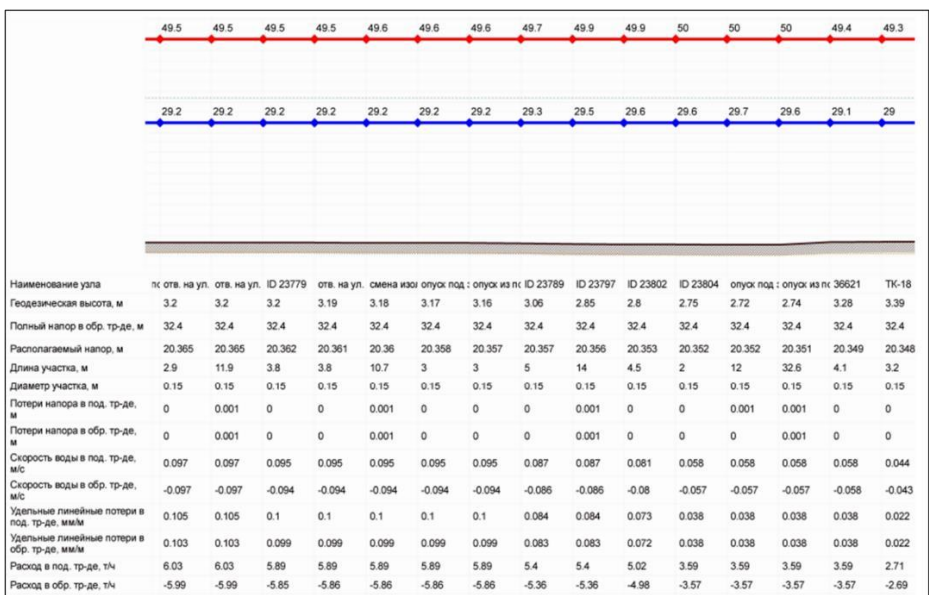 49.5 49.5 49.5 49.5 49.6 49.6 49.6 49.7 49.9 49.9 50 50 50 49.4 49.3
29.2 29.2 29.2 29.2 29.2 29.2 29.2 29.3 29.5 29.6 29.6 29.7 29.6 29.1 29
Наименование узла отв. на ул. отв. на ул. ID 23779 отв. на ул. смена изол опуск под опуск из по ID 23789 ID 23797 ID 23802 ID 23804 опуск под опуск из по 36621 ТК-18
Геодезическая высота, м 3.2 3.2 3.2 3.19 3.18 3.17 3.16 3.06 2.85 2.8 2.75 2.72 2.74 3.28 3.39
Полный напор в обр. тр-де, м 32.4 32.4 32.4 32.4 32.4 32.4 32.4 32.4 32.4 32.4 32.4 32.4 32.4 32.4 32.4
Располагаемый напор, м 20.365 20.365 20.362 20.361 20.36 20.358 20.357 20.357 20.356 20.353 20.352 20.352 20.351 20.349 20.348
Длина участка, м 2.9 11.9 3.8 3.8 10.7 3 3 5 14 4.5 2 12 32.6 4.1 3.2
Диаметр участка, м 0.15 0.15 0.15 0.15 0.15 0.15 0.15 0.15 0.15 0.15 0.15 0.15 0.15 0.15 0.15
Потери напора в под. тр-де,
м 0 0.001 0 0 0.001 0 0 0 0.001 0 0 0.001 0.001 0 0
Потери напора в обр. тр-де,
м 0 0.001 0 0 0.001 0 0 0 0.001 0 0 0 0.001 0 0
Скорость воды в под. тр-де,
м/с 0.097 0.097 0.095 0.095 0.095 0.095 0.095 0.087 0.087 0.081 0.058 0.058 0.058 0.058 0.044
Скорость воды в обр. тр-де,
м/с -0.097 -0.097 -0.094 -0.094 -0.094 -0.094 -0.094 -0.086 -0.086 -0.08 -0.057 -0.057 -0.057 -0.058 -0.043
Удельные линейные потери в
под. тр-де, мм/м 0.105 0.105 0.1 0.1 0.1 0.1 0.1 0.084 0.084 0.073 0.038 0.038 0.038 0.038 0.022
Удельные линейные потери в
обр. тр-де, мм/м 0.103 0.103 0.099 0.099 0.099 0.099 0.099 0.083 0.083 0.072 0.038 0.038 0.038 0.038 0.022
Расход в под. тр-де, т/ч 6.03 6.03 5.89 5.89 5.89 5.89 5.89 5.4 5.4 5.02 3.59 3.59 3.59 3.59 2.71
Расход в обр. тр-де, т/ч -5.99 -5.99 -5.85 -5.86 -5.86 -5.86 -5.86 -5.36 -5.36 -4.98 -3.57 -3.57 -3.57 -3.57 -2.69